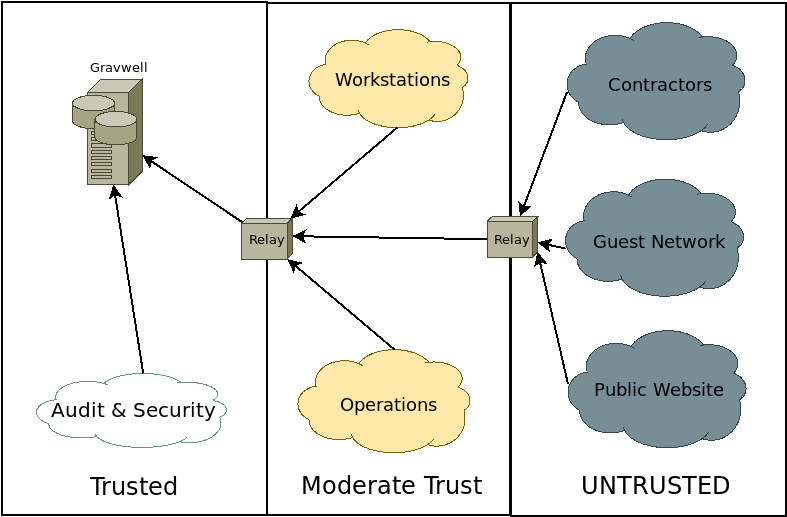 Gravwell
Audit & Security
Trusted
Workstations
Relay
Operations
Moderate Trust
Contractors
Relay
Guest Network
Public Website
UNTRUSTED